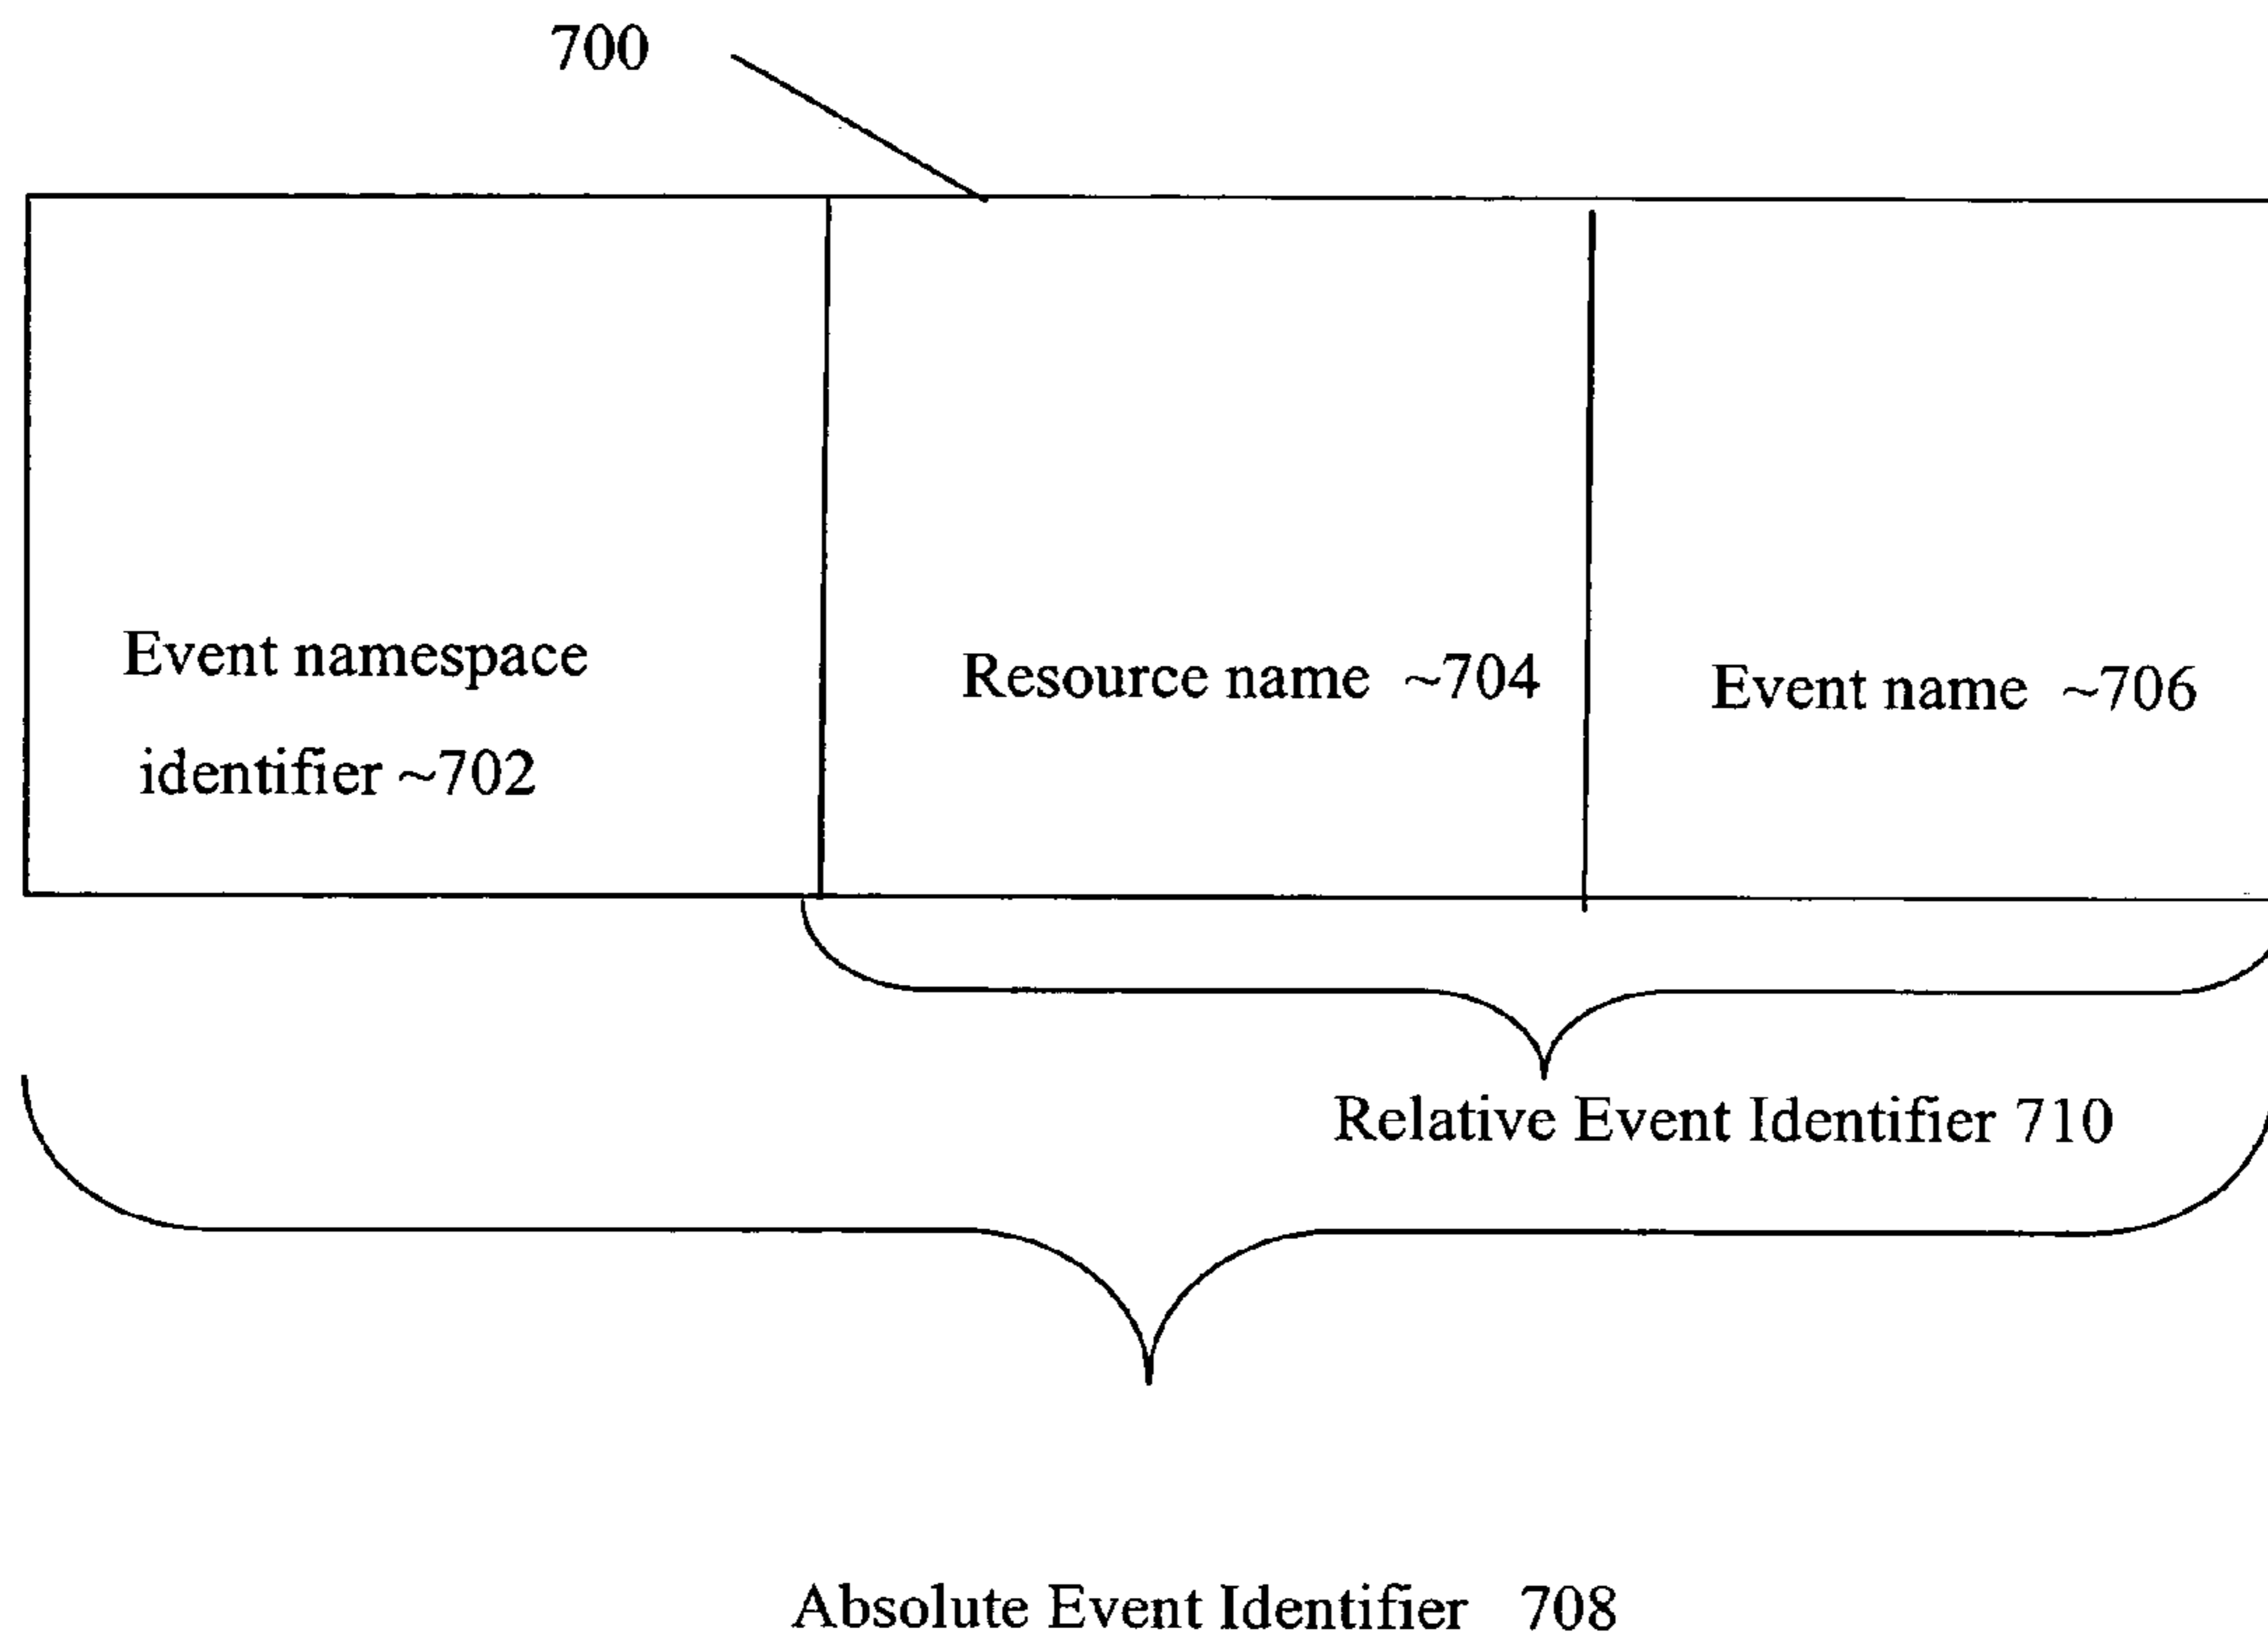 700
Event namespace
identifier ~702
Resource name ~704
Event name ~706
Relative Event Identifier 710
Absolute Event Identifier 708